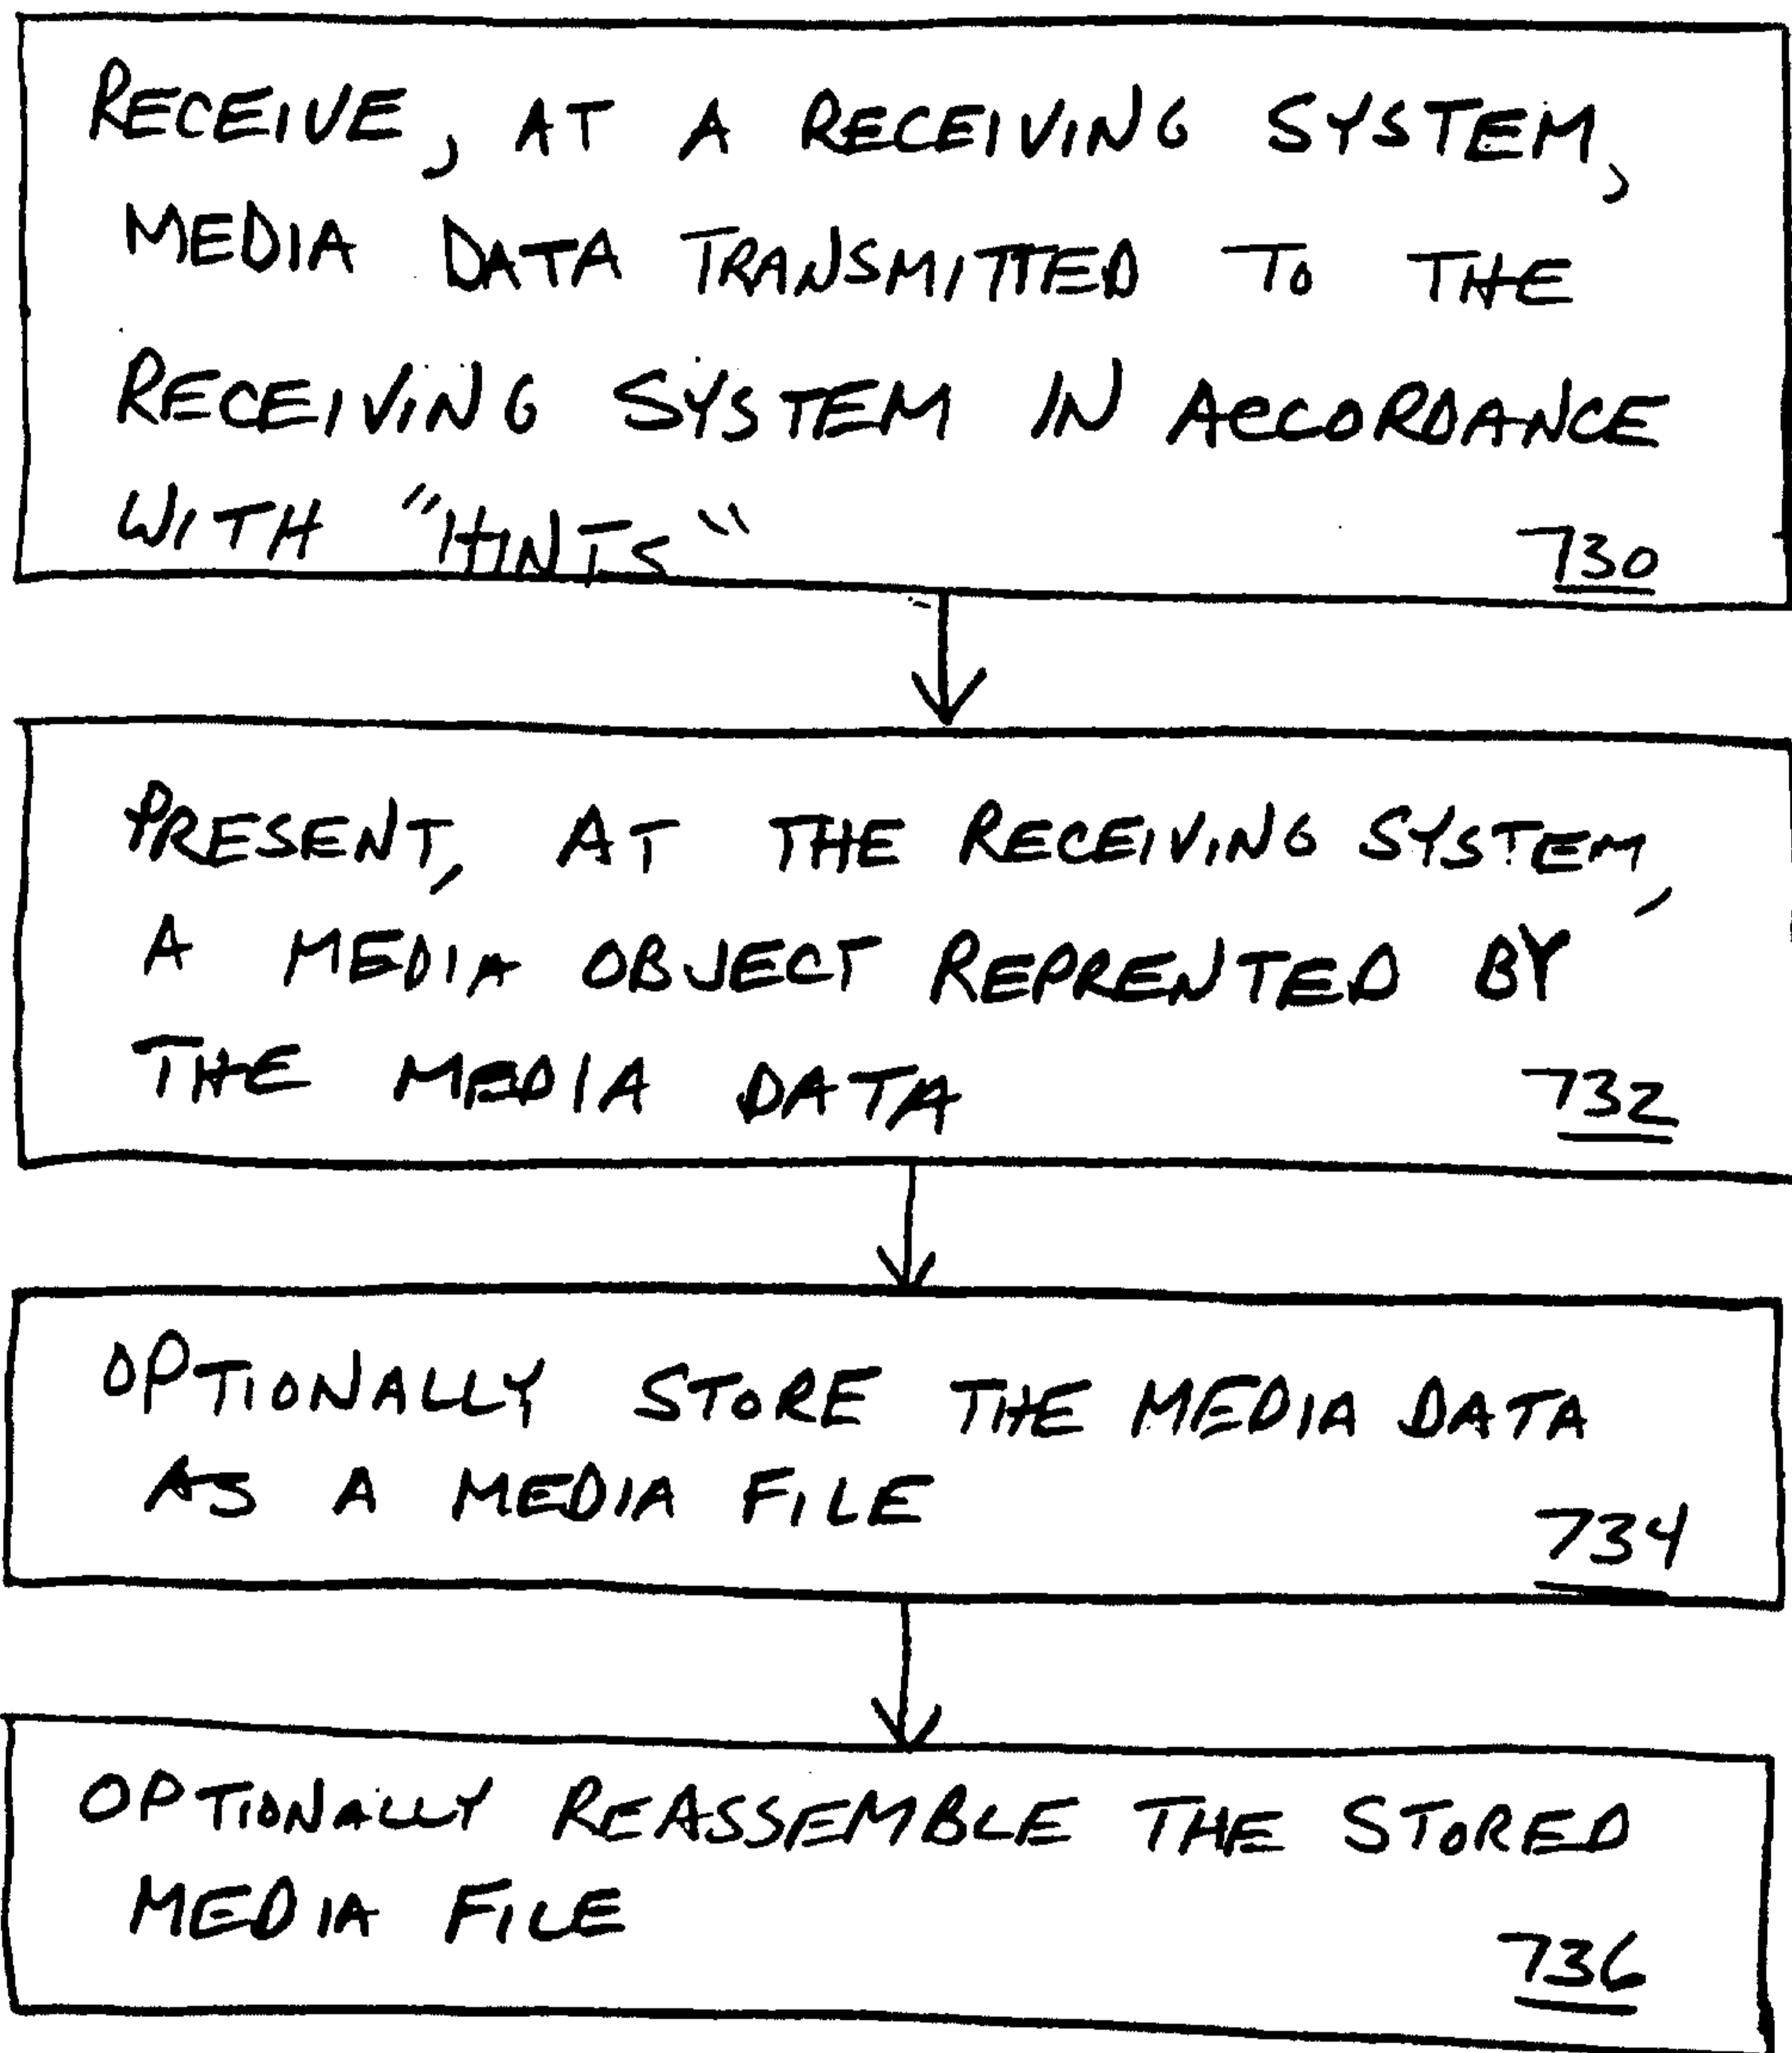 RECEIVE, AT A RECEIVING SYSTEM,
MEDIA DATA TRANSMITTED TO THE
RECEIVING SYSTEM IN ACCORDANCE
WITH "HINTS"
730
PRESENT, AT THE RECEIVING SYSTEM,
A MEDIA OBJECT REPRENTED BY
THE MEDIA DATA
732
OPTIONALLY STORE THE MEDIA DATA
AS A MEDIA FILE
734
OPTIONALLY REASSEMBLE THE STORED
MEDIA FILE
736